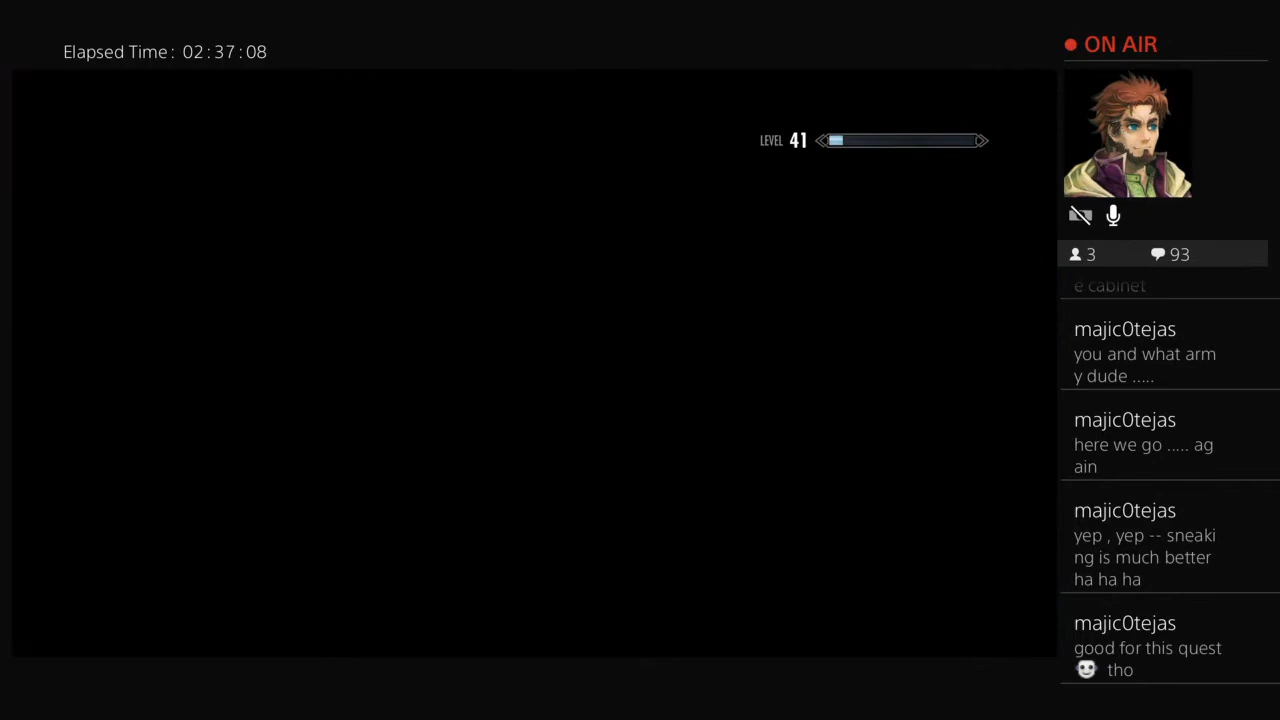 Elapsed Time: 02:37:08
ON AIR
LEVEL 41
3 93
e cabinet
majic0tejas
you and what arm
y dude .....
majic0tejas
here we go ..... ag
ain
majic0tejas
yep , yep -- sneaki
ng is much better
ha ha ha
majic0tejas
good for this quest
tho